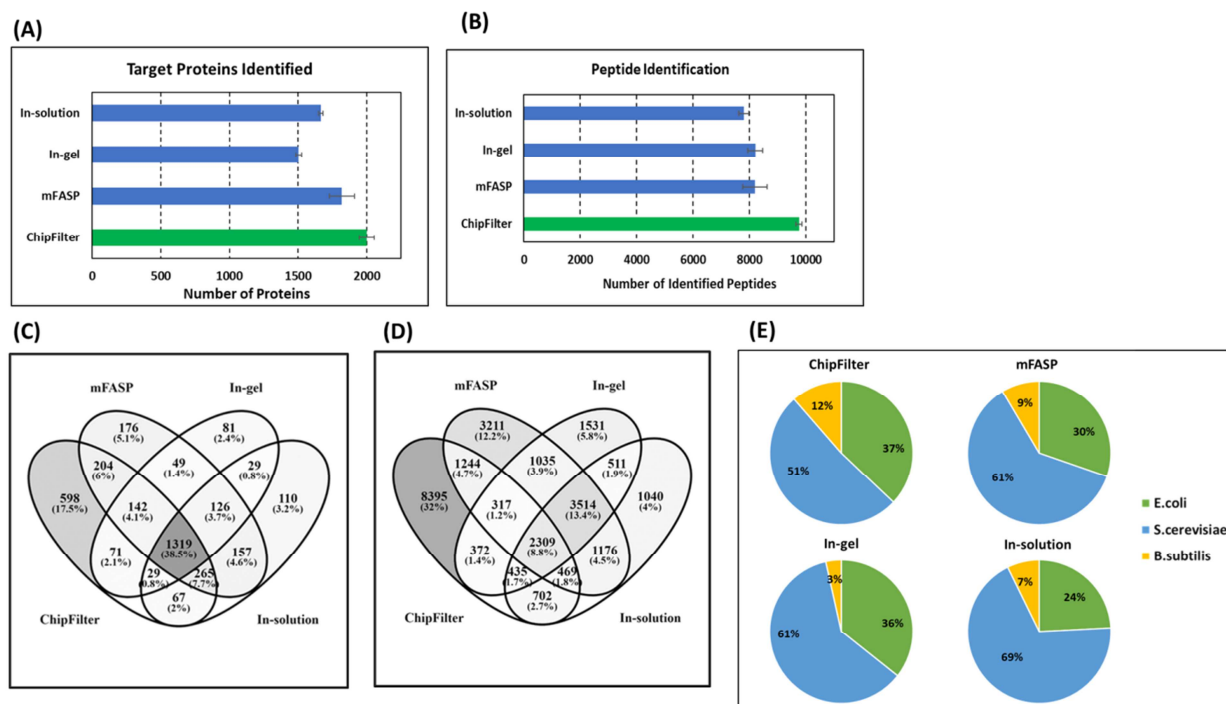 (A)
Target Proteins Identified
In-solution
In-gel
mFASP
ChipFilter
0 500 1000 1500 2000
Number of Proteins
(B)
Peptide Identification
In-solution
In-gel
mFASP
ChipFilter
0 2000 4000 6000 8000 10000
Number of Identified Peptides
(C)
mFASP In-gel
176
(5.1%)
81
(2.4%)
204
(6%)
49
(1.4%)
29
(0.8%)
598
(17.5%)
142
(4.1%)
126
(3.7%)
110
(3.2%)
1319
(38.5%)
71
(2.1%)
157
(4.6%)
29
(0.8%)
265
(7.7%)
67
(2%)
ChipFilter In-solution
(D)
mFASP In-gel
3211
(12.2%)
1531
(5.8%)
1244
(4.7%)
1035
(3.9%)
511
(1.9%)
8395
(32%)
317
(1.2%)
3514
(13.4%)
1040
(4%)
2309
(8.8%)
372
(1.4%)
1176
(4.5%)
435
(1.7%)
469
(1.8%)
702
(2.7%)
ChipFilter In-solution
(E)
ChipFilter
12%
37%
51%
mFASP
9%
30%
61%
In-gel
3%
36%
61%
In-solution
7%
24%
69%
E.coli
S.cerevisiae
B.subtilis